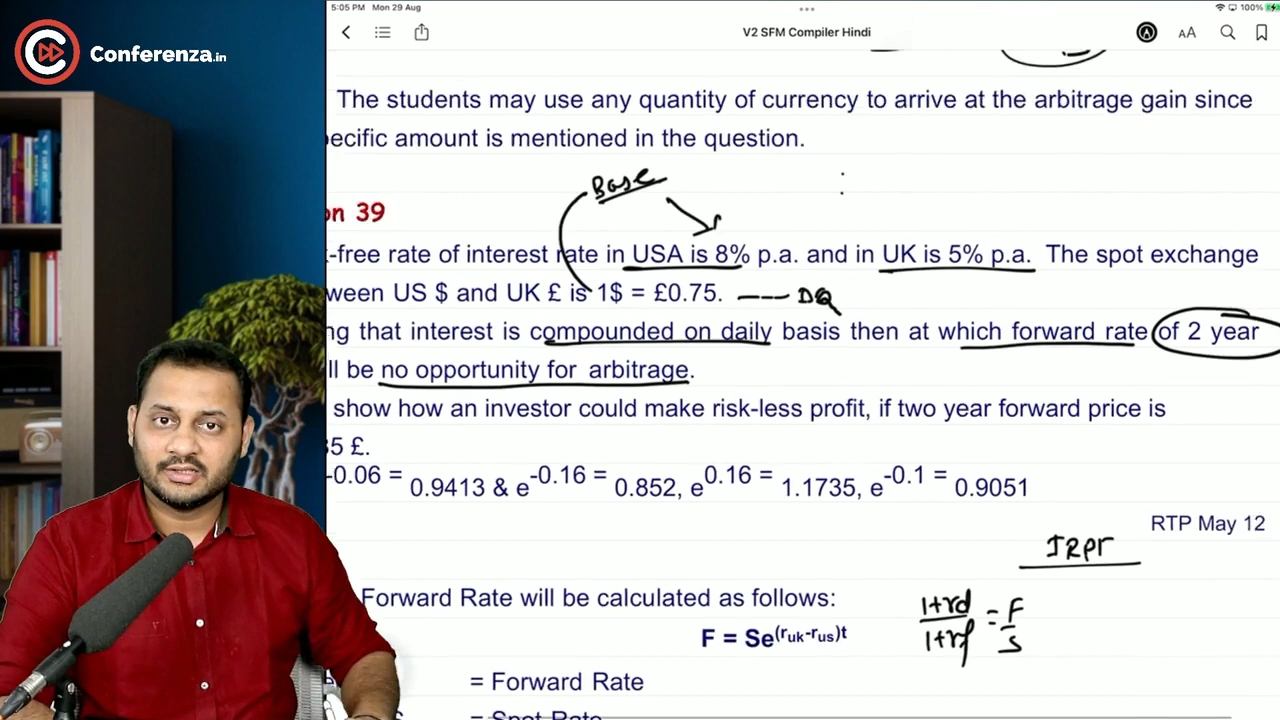 5:05 PM Mon 29 Aug
100%
Conferenza.in
V2 SFM Compiler Hindi
AA
The students may use any quantity of currency to arrive at the arbitrage gain since
ecific amount is mentioned in the question.
Base
on 39
-free rate of interest rate in USA is 8% p.a. and in UK is 5% p.a. The spot exchange
ween US $ and UK £ is 1$ = £0.75. --- DQ
ng that interest is compounded on daily basis then at which forward rate of 2 year
ll be no opportunity for arbitrage.
show how an investor could make risk-less profit, if two year forward price is
35 £.
-0.06 = 0.9413 & e-0.16 = 0.852, e0.16 = 1.1735, e-0.1 = 0.9051
RTP May 12
IRPT
Forward Rate will be calculated as follows:
1+rd/1+rf = F/S
F = Se(ruk-rus)t
= Forward Rate
= Spot Rate